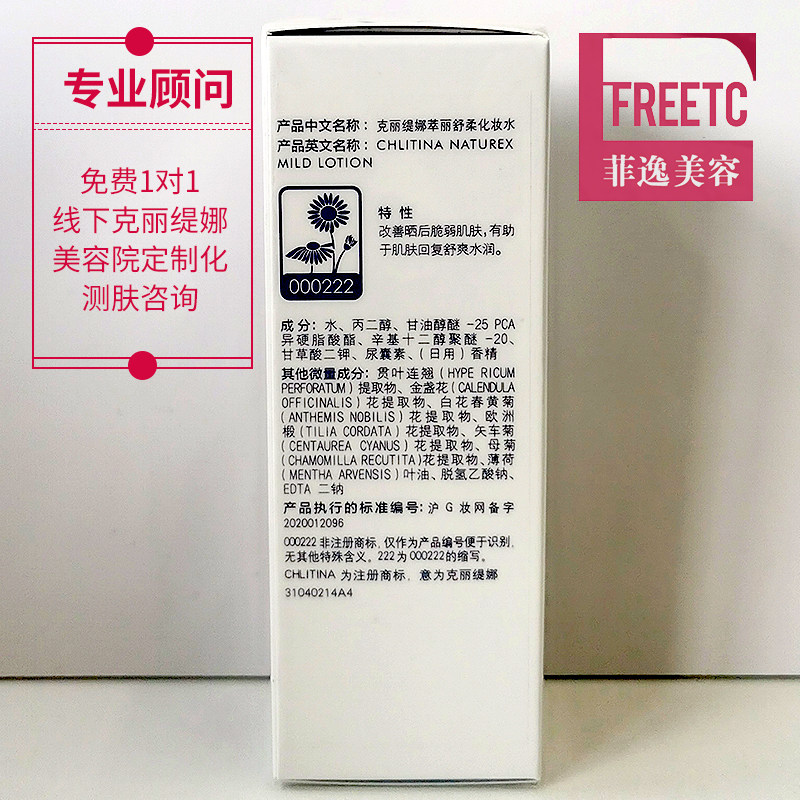 专业顾问
免费1对1
线下克丽缇娜
美容院定制化
测肤咨询
FREETC
菲逸美容
产品中文名称：克丽缇娜萃丽舒柔化妆水
产品英文名称：CHLITINA NATUREX
MILD LOTION
000222
特性
改善晒后脆弱肌肤，有助
于肌肤回复舒爽水润。
成分：水、丙二醇、甘油醇醚-25 PCA
异硬脂酸酯、辛基十二醇聚醚-20、
甘草酸二钾、尿囊素、(日用)香精
其他微量成分：贯叶连翘(HYPE RICUM
PERFORATUM)提取物、金盏花(CALENDULA
OFFICINALIS)花提取物、白花春黄菊
(ANTHEMIS NOBILIS)花提取物、欧洲
椴(TILIA CORDATA)花提取物、矢车菊
(CENTAUREA CYANUS)花提取物、母菊
(CHAMOMILLA RECUTITA)花提取物、薄荷
(MENTHA ARVENSIS)叶油、脱氢乙酸钠、
EDTA 二钠
产品执行的标准编号：沪 G 妆网备字
2020012096
000222 非注册商标，仅作为产品编号便于识别，
无其他特殊含义。222 为 000222的缩写。
CHLITINA 为注册商标，意为克丽缇娜
31040214A4